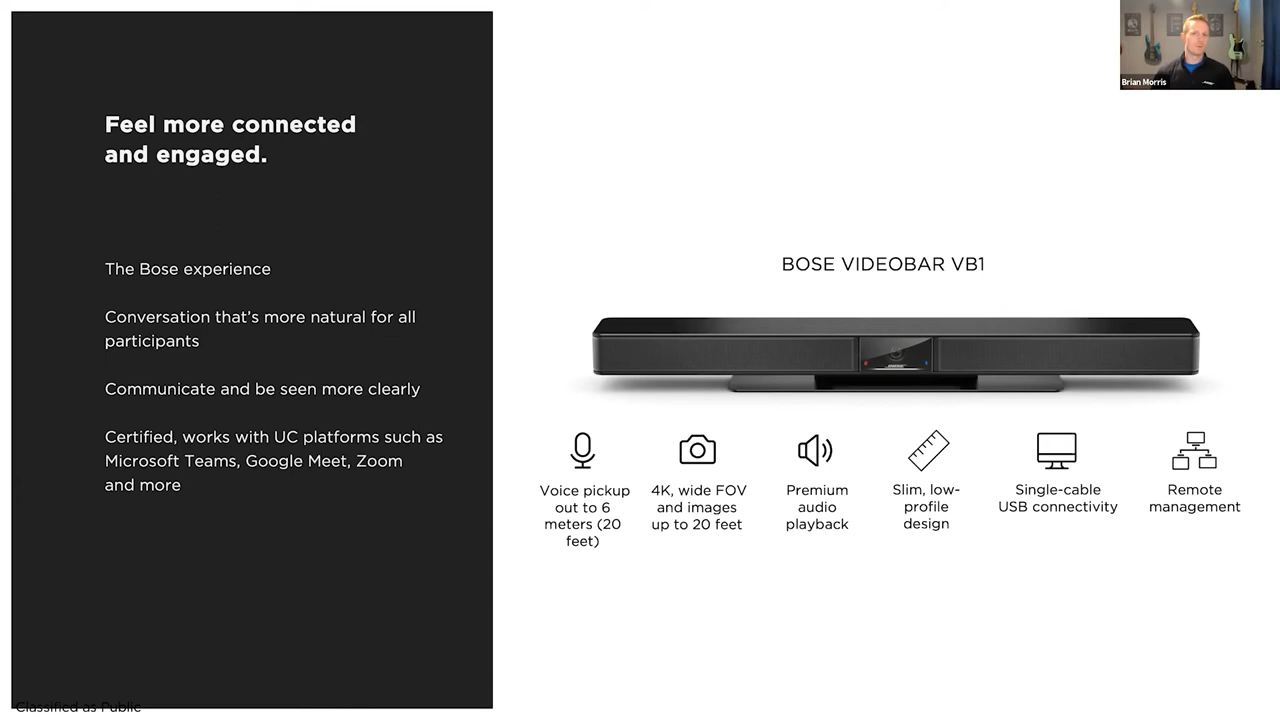 Feel more connected
and engaged.
The Bose experience
Conversation that's more natural for all
participants
Communicate and be seen more clearly
Certified, works with UC platforms such as
Microsoft Teams, Google Meet, Zoom
and more
Classified as Public
Brian Morris
BOSE VIDEOBAR VB1
BOSE
Voice pickup
out to 6
meters (20
feet)
4K, wide FOV
and images
up to 20 feet
Premium
audio
playback
Slim, low-
profile
design
Single-cable
USB connectivity
Remote
management